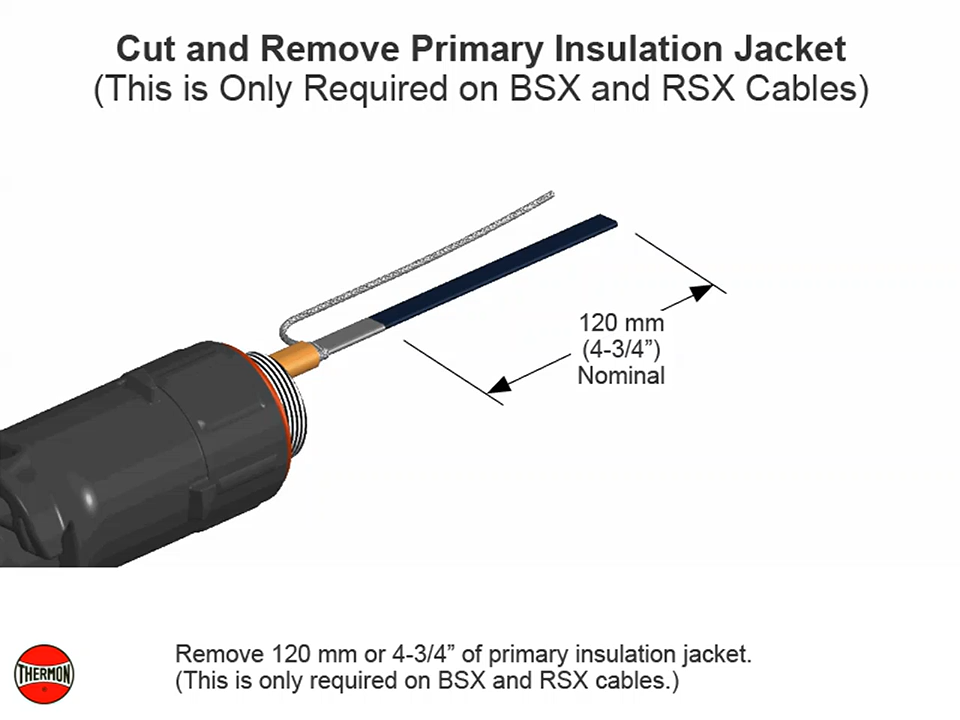 Cut and Remove Primary Insulation Jacket
(This is Only Required on BSX and RSX Cables)
120 mm
(4-3/4”)
Nominal
THERMON
®
Remove 120 mm or 4-3/4” of primary insulation jacket.
(This is only required on BSX and RSX cables.)